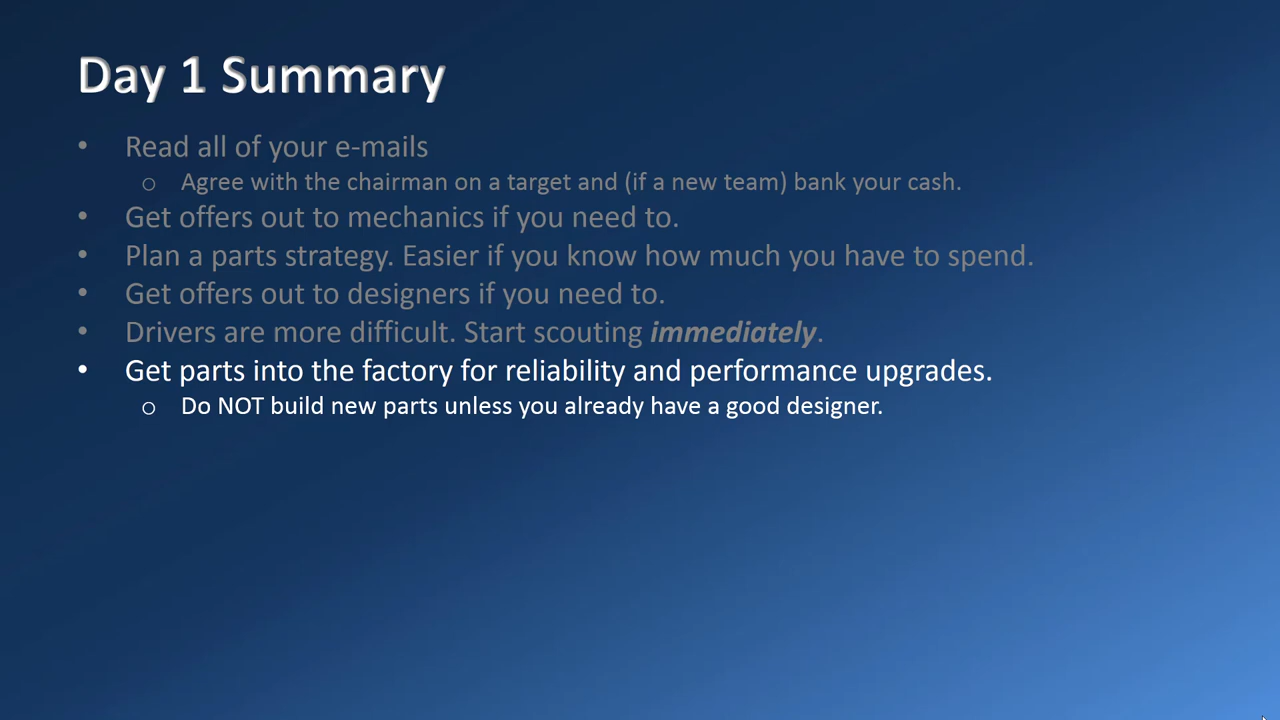 Day 1 Summary
• Read all of your e-mails
o Agree with the chairman on a target and (if a new team) bank your cash.
• Get offers out to mechanics if you need to.
• Plan a parts strategy. Easier if you know how much you have to spend.
• Get offers out to designers if you need to.
• Drivers are more difficult. Start scouting immediately.
• Get parts into the factory for reliability and performance upgrades.
o Do NOT build new parts unless you already have a good designer.